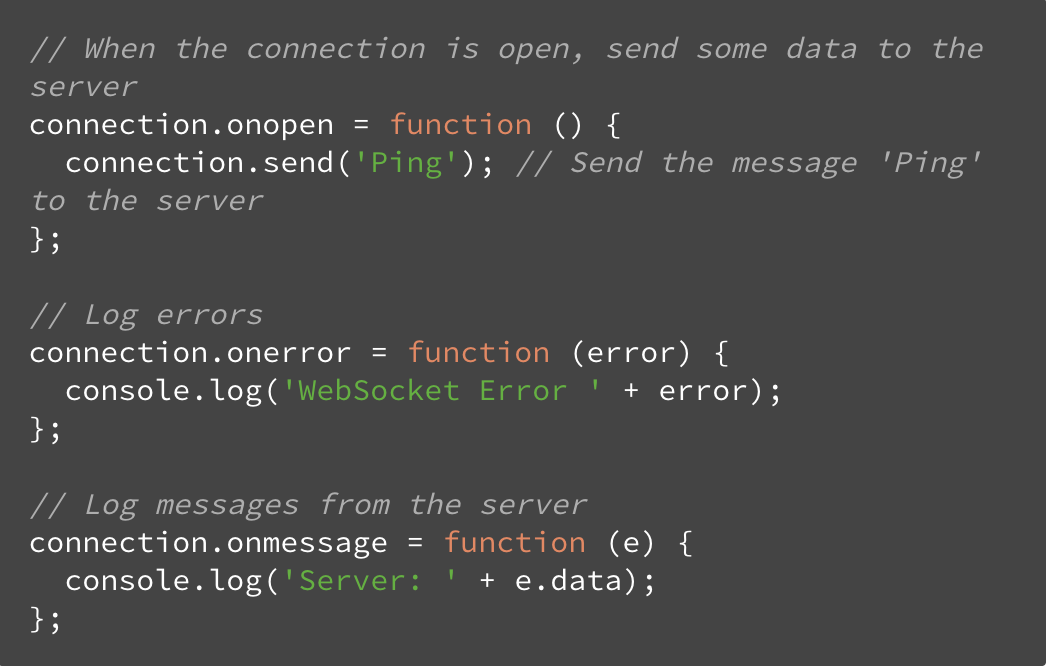 // When the connection is open, send some data to the
server
connection.onopen = function () {
  connection.send('Ping'); // Send the message 'Ping'
to the server
};

// Log errors
connection.onerror = function (error) {
  console.log('WebSocket Error ' + error);
};

// Log messages from the server
connection.onmessage = function (e) {
  console.log('Server: ' + e.data);
};